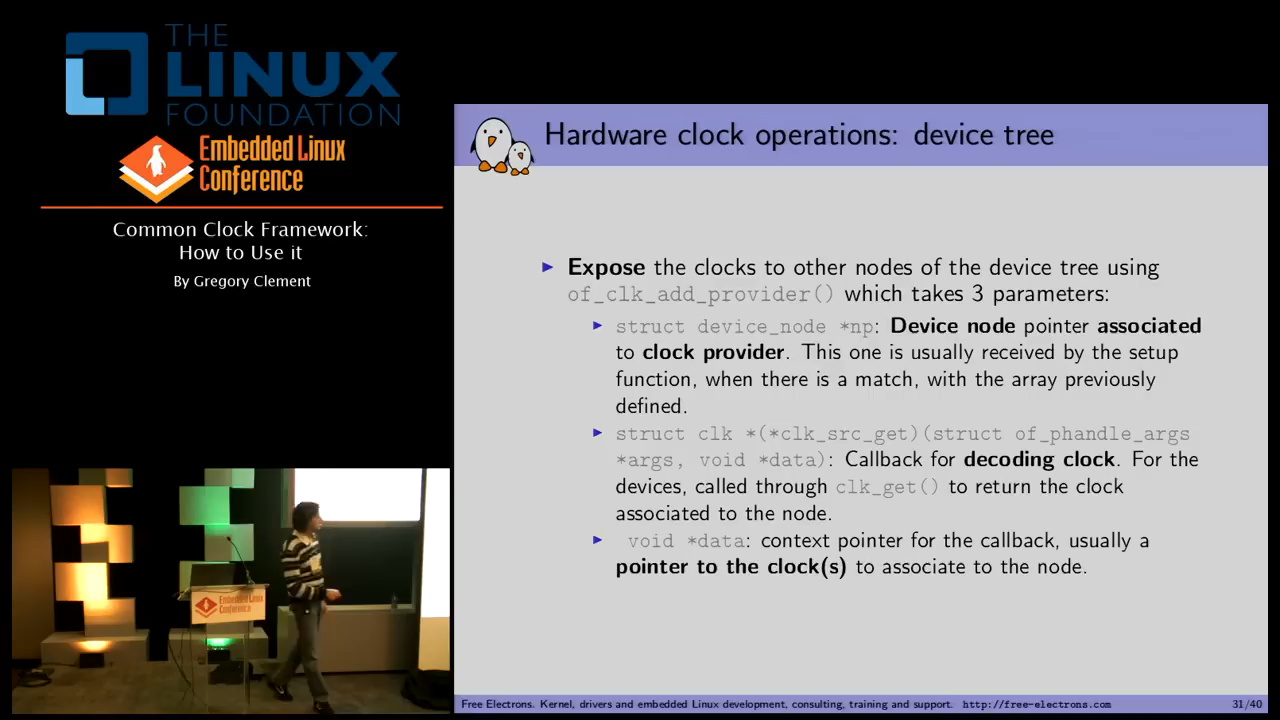 THE
LINUX
FOUNDATION
Embedded Linux
Conference
Common Clock Framework:
How to Use it
By Gregory Clement
Embedded Linux
Conference
Hardware clock operations: device tree
Expose the clocks to other nodes of the device tree using
of_clk_add_provider() which takes 3 parameters:
struct device_node *np: Device node pointer associated
to clock provider. This one is usually received by the setup
function, when there is a match, with the array previously
defined.
struct clk *(*clk_src_get)(struct of_phandle_args
*args, void *data): Callback for decoding clock. For the
devices, called through clk_get() to return the clock
associated to the node.
void *data: context pointer for the callback, usually a
pointer to the clock(s) to associate to the node.
Free Electrons. Kernel, drivers and embedded Linux development, consulting, training and support. http://free-electrons.com 31/40